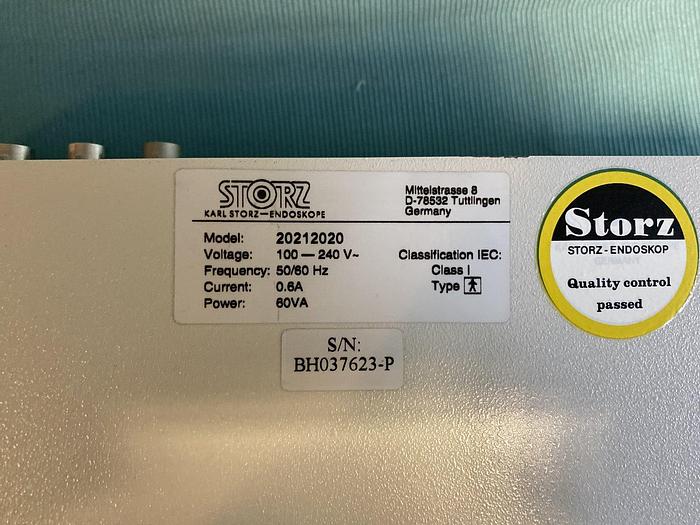 STORZ
KARL STORZ—ENDOSKOPE
Mittelstrasse 8
D-78532 Tuttlingen
Germany
Model: 20212020
Voltage: 100 — 240 V~
Frequency: 50/60 Hz
Current: 0.6A
Power: 60VA
Classification IEC:
Class I
Type
S/N:
BH037623-P
Storz
STORZ-ENDOSKOP
Quality control
passed